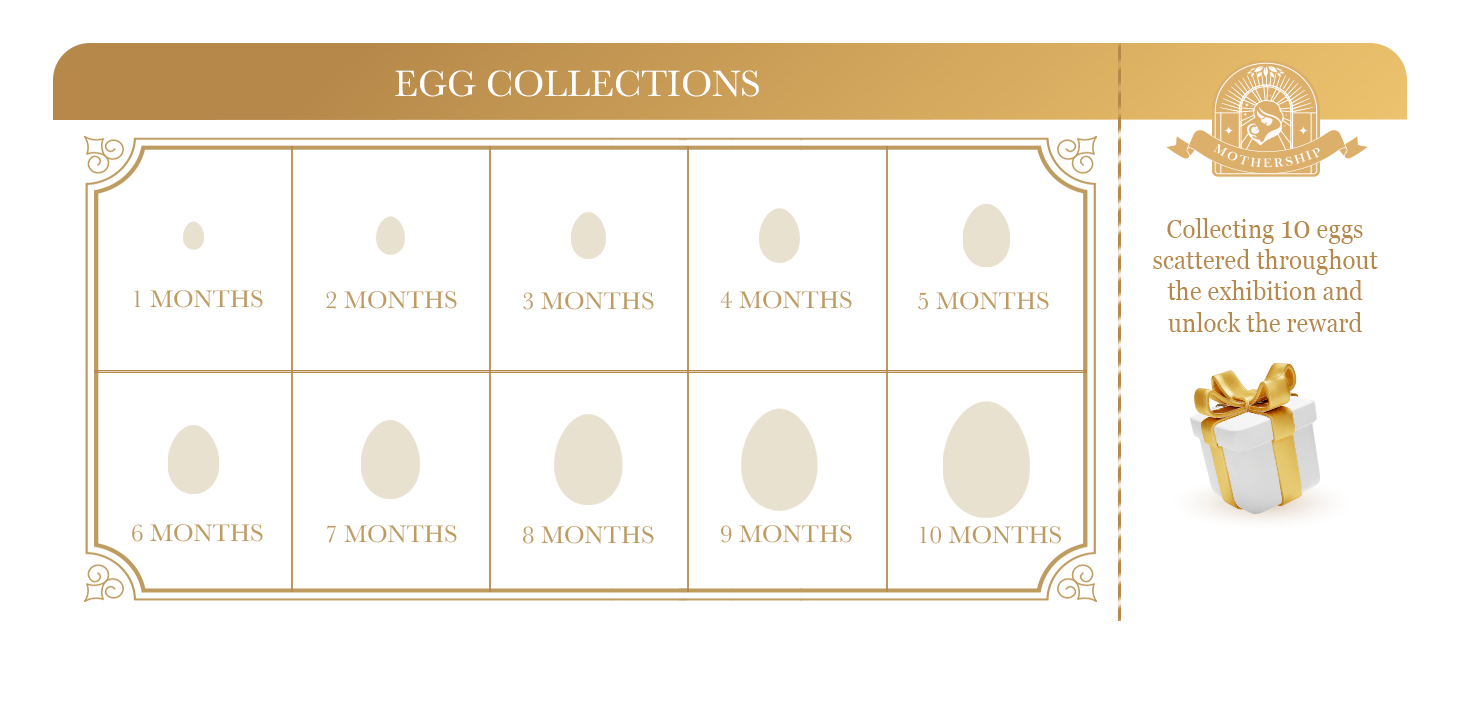 EGG COLLECTIONS
MOTHERSHIP
1 MONTHS
2 MONTHS
3 MONTHS
4 MONTHS
5 MONTHS
6 MONTHS
7 MONTHS
8 MONTHS
9 MONTHS
10 MONTHS
Collecting 10 eggs
scattered throughout
the exhibition and
unlock the reward